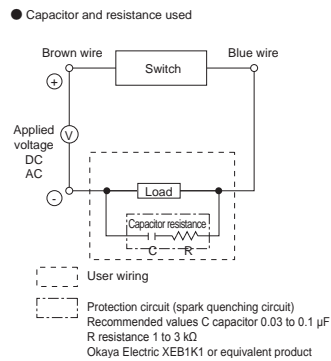 ● Capacitor and resistance used
Brown wire
Blue wire
Switch
+
Applied
voltage
DC
AC
V
-
Load
Capacitor resistance
C
R
User wiring
Protection circuit (spark quenching circuit)
Recommended values C capacitor 0.03 to 0.1 µF
R resistance 1 to 3 kΩ
Okaya Electric XEB1K1 or equivalent product